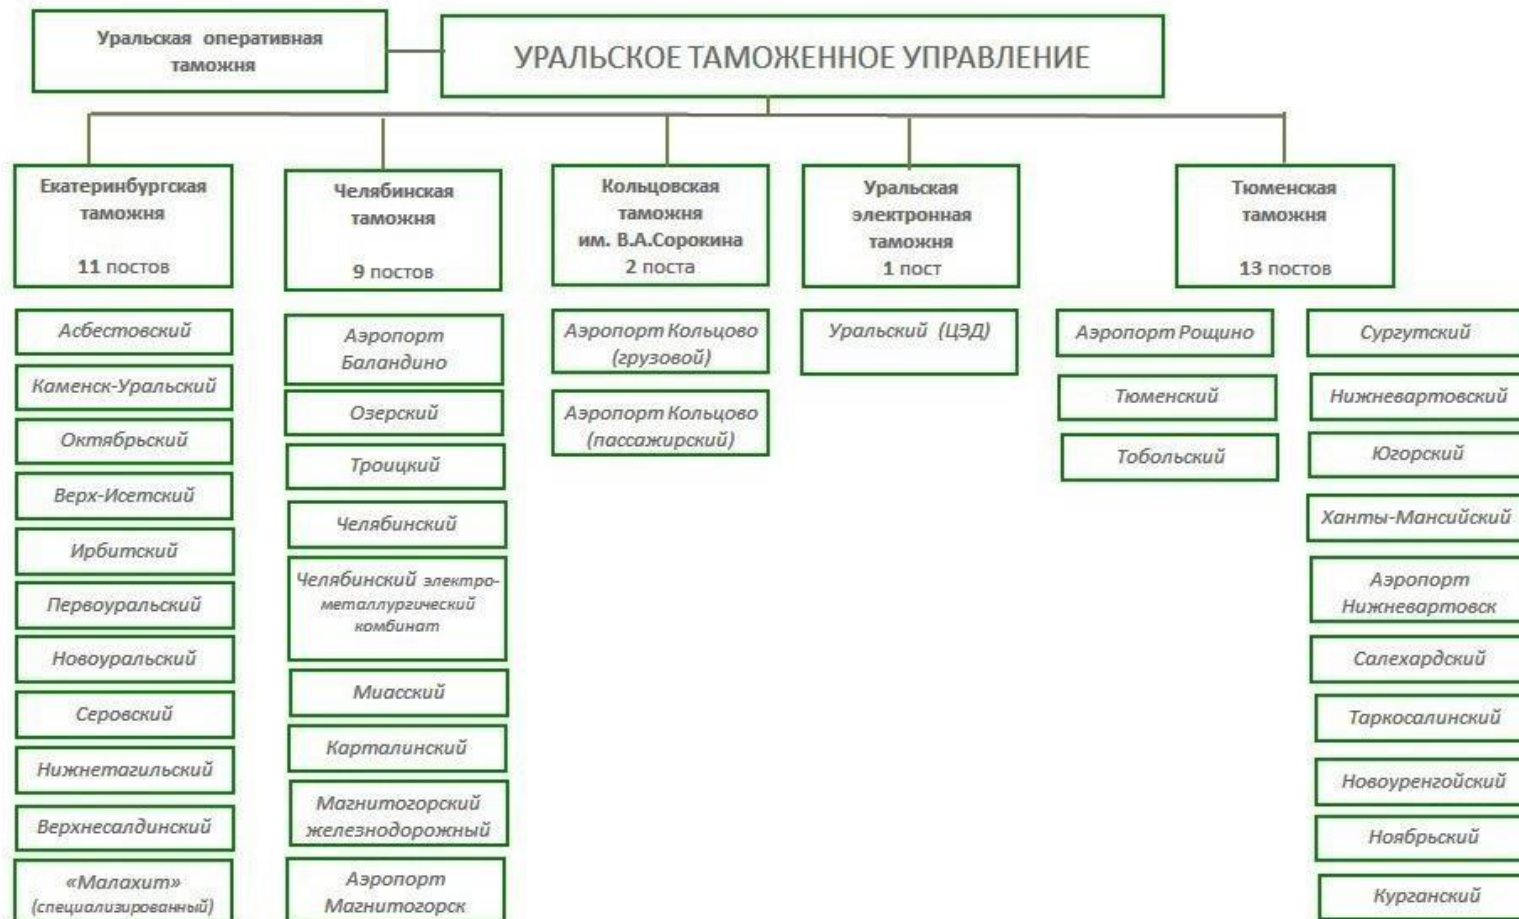 Уральская оперативная
таможня
УРАЛЬСКОЕ ТАМОЖЕННОЕ УПРАВЛЕНИЕ
Екатеринбургская
таможня
11 постов
Челябинская
таможня
9 постов
Кольцовская
таможня
им. В.А.Сорокина
2 поста
Уральская
электронная
таможня
1 пост
Тюменская
таможня
13 постов
Асбестовский
Каменск-Уральский
Октябрьский
Верх-Исетский
Ирбитский
Первоуральский
Новоуральский
Серовский
Нижнетагильский
Верхнесалдинский
«Малахит»
(специализированный)
Аэропорт
Баландино
Озерский
Троицкий
Челябинский
Челябинский электро-
металлургический
комбинат
Миасский
Карталинский
Магнитогорский
железнодорожный
Аэропорт
Магнитогорск
Аэропорт Кольцово
(грузовой)
Аэропорт Кольцово
(пассажирский)
Уральский (ЦЭД)
Аэропорт Рощино
Тюменский
Тобольский
Сургутский
Нижневартовский
Югорский
Ханты-Мансийский
Аэропорт
Нижневартовск
Салехардский
Таркосалинский
Новоуренгойский
Ноябрьский
Курганский